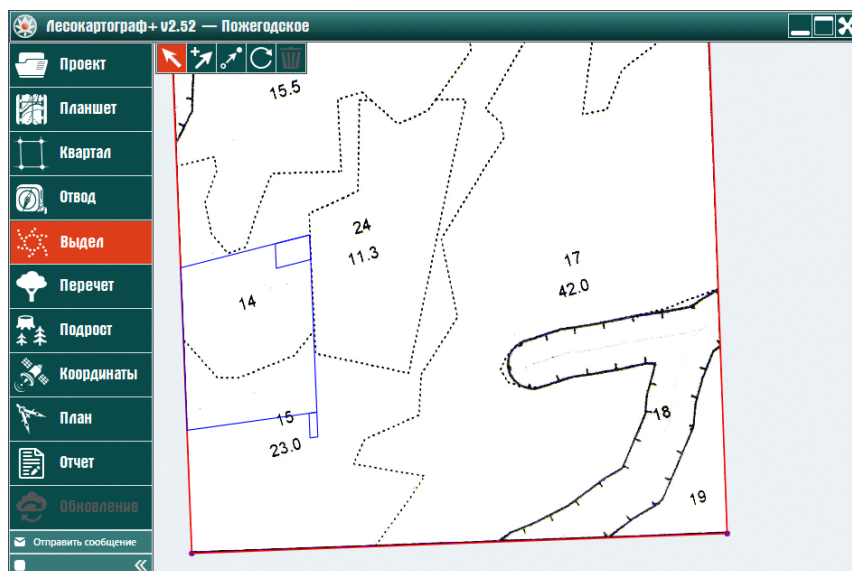 Лесокартограф+ v2.52 — Пожегодское
Проект
Планшет
Квартал
Отвод
Выдел
Перечет
Подрост
Координаты
План
Отчет
Обновление
Отправить сообщение
15.5
24
11.3
17
42.0
14
15
23.0
18
19